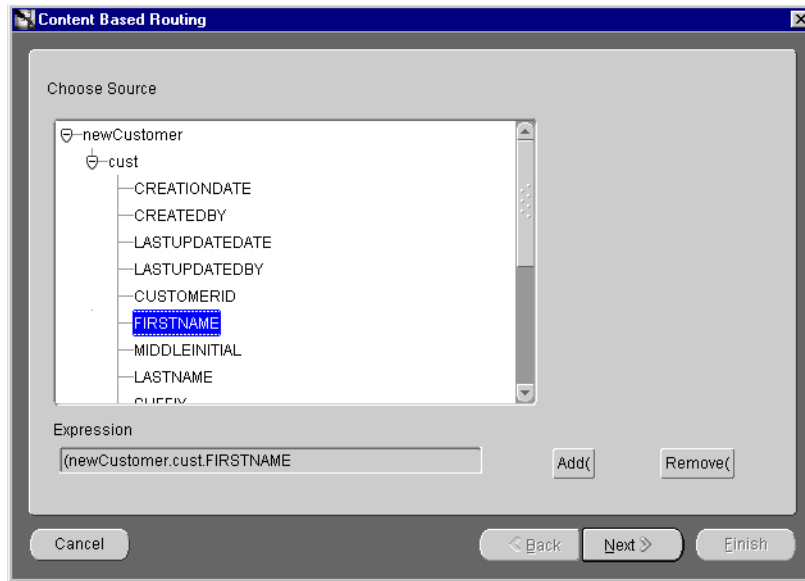 Content Based Routing
Choose Source
newCustomer
cust
CREATIONDATE
CREATEDBY
LASTUPDATEDATE
LASTUPDATEDBY
CUSTOMERID
FIRSTNAME
MIDDLEINITIAL
LASTNAME
SUFFIX
Expression
(newCustomer.cust.FIRSTNAME
Add( Remove(
Cancel Back Next Finish